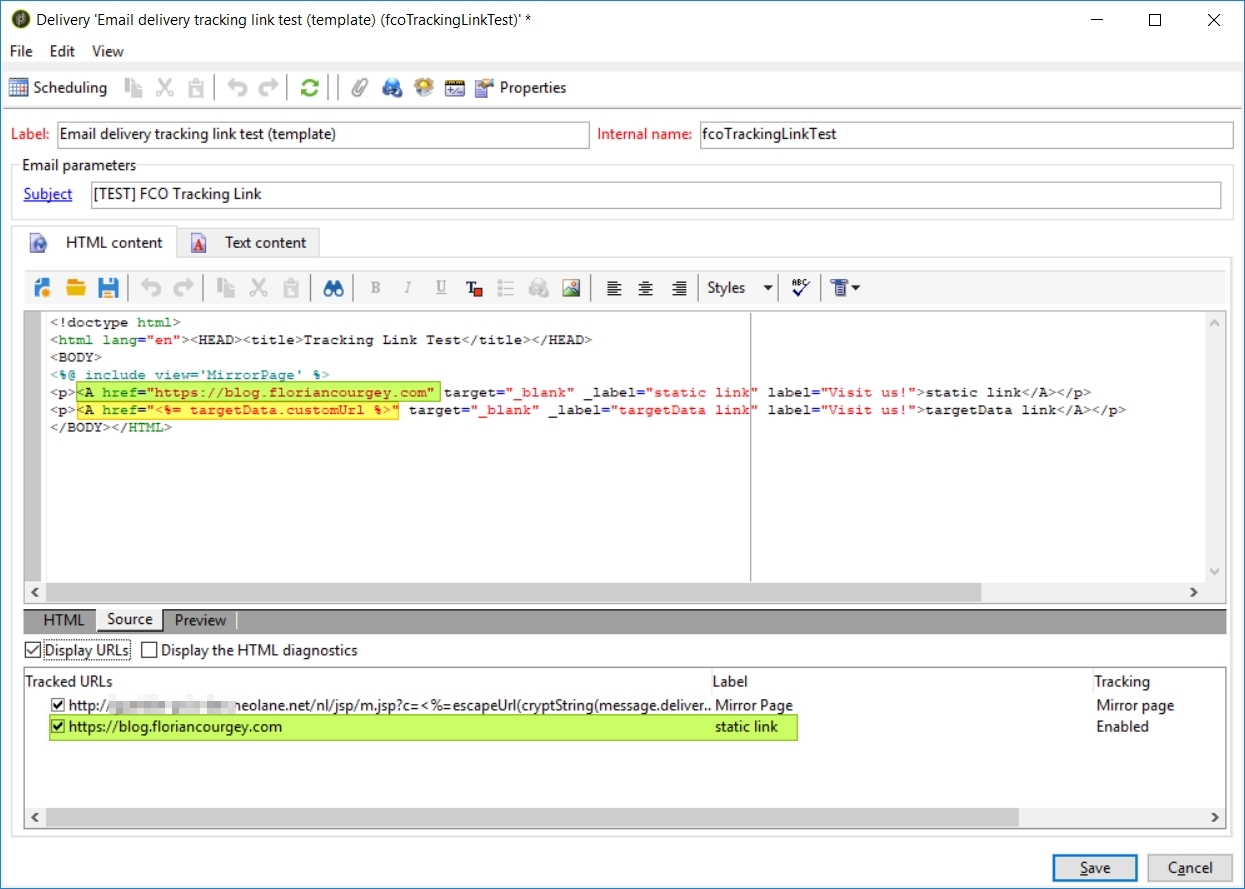 Delivery 'Email delivery tracking link test (template) (fcoTrackingLinkTest)' *
File Edit View
Scheduling Properties
Label: Email delivery tracking link test (template) Internal name: fcoTrackingLinkTest
Email parameters
Subject [TEST] FCO Tracking Link
HTML content Text content
B I U T Styles ABC
<!doctype html>
<html lang="en"><HEAD><title>Tracking Link Test</title></HEAD>
<BODY>
<%@ include view='MirrorPage' %>
<p><A href="https://blog.floriancourgey.com" target="_blank" _label="static link" label="Visit us!">static link</A></p>
<p><A href="<%= targetData.customUrl %>" target="_blank" _label="targetData link" label="Visit us!">targetData link</A></p>
</BODY></HTML>
HTML Source Preview
Display URLs Display the HTML diagnostics
Tracked URLs Label Tracking
http:/ neolane.net/nl/jsp/m.jsp?c=<%=escapeUrl(cryptString(message.deliver.. Mirror Page Mirror page
https://blog.floriancourgey.com static link Enabled
Save Cancel